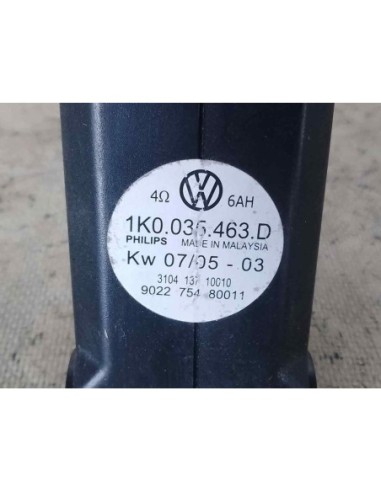 4Ω VW 6AH
1K0.035.463.D
PHILIPS MADE IN MALAYSIA
Kw 07/05 - 03
3104 137 10010
9022 754 80011